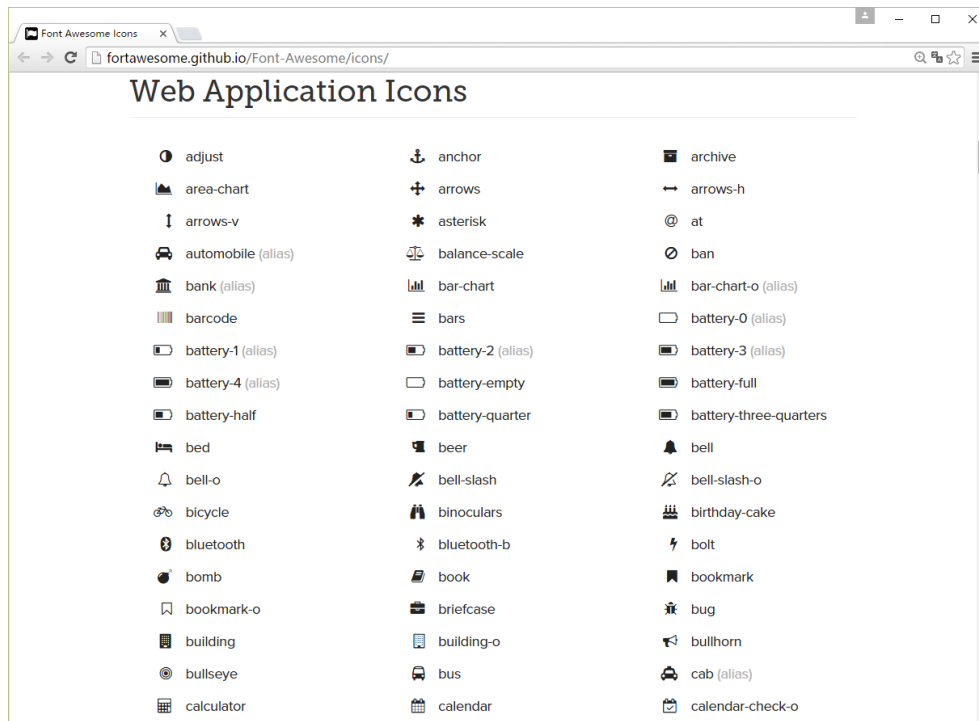 Font Awesome Icons
fortawesome.github.io/Font-Awesome/icons/
Web Application Icons
adjust anchor archive
area-chart arrows arrows-h
arrows-v asterisk at
automobile (alias) balance-scale ban
bank (alias) bar-chart bar-chart-o (alias)
barcode bars battery-0 (alias)
battery-1 (alias) battery-2 (alias) battery-3 (alias)
battery-4 (alias) battery-empty battery-full
battery-half battery-quarter battery-three-quarters
bed beer bell
bell-o bell-slash bell-slash-o
bicycle binoculars birthday-cake
bluetooth bluetooth-b bolt
bomb book bookmark
bookmark-o briefcase bug
building building-o bullhorn
bullseye bus cab (alias)
calculator calendar calendar-check-o